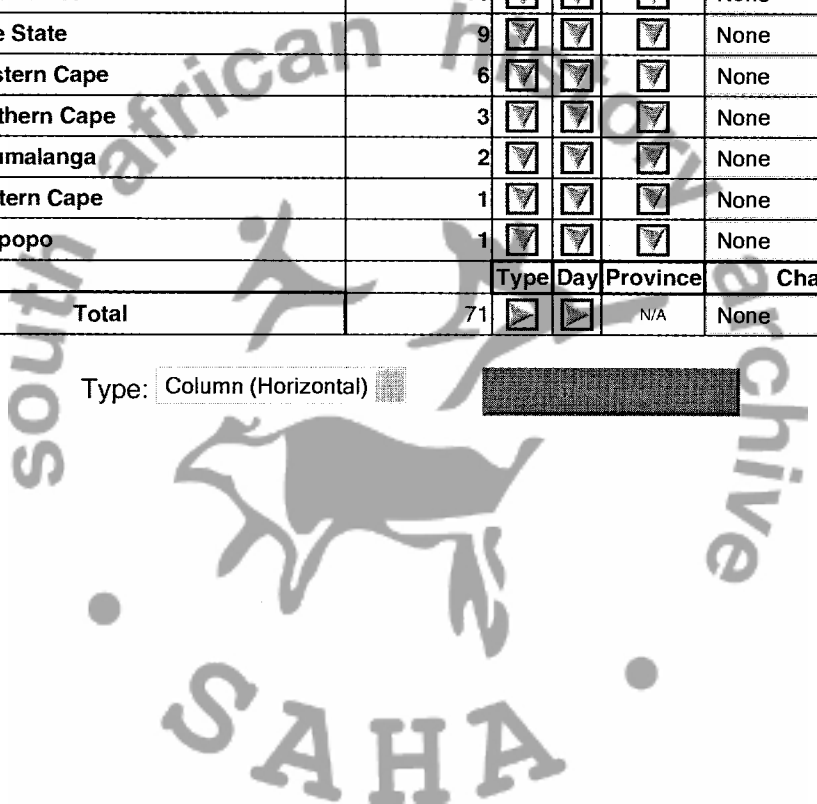 e State 9 None
stern Cape 6 None
thern Cape 3 None
umalanga 2 None
tern Cape 1 None
popo 1 None
Type Day Province Cha
Total 71 N/A None
Type: Column (Horizontal)
south african history archive
SAHA